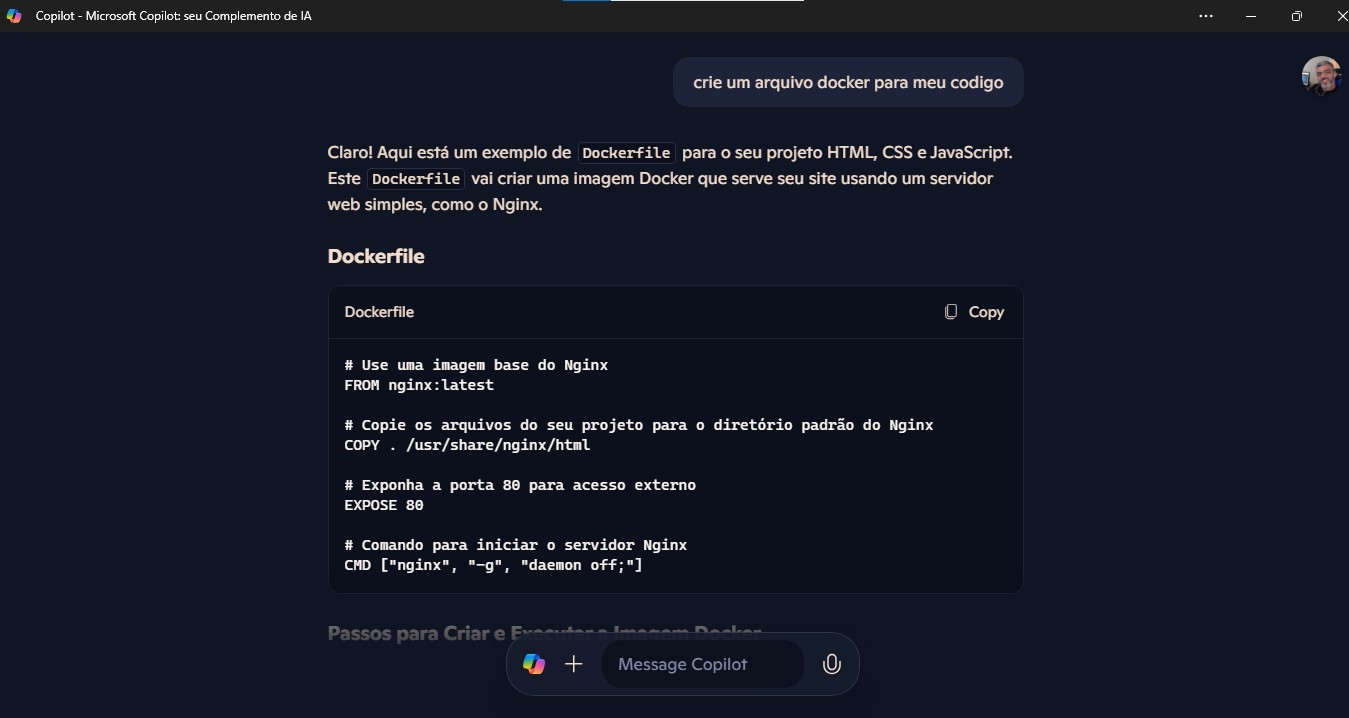 Copilot - Microsoft Copilot: seu Complemento de IA
crie um arquivo docker para meu codigo
Claro! Aqui está um exemplo de Dockerfile para o seu projeto HTML, CSS e JavaScript.
Este Dockerfile vai criar uma imagem Docker que serve seu site usando um servidor
web simples, como o Nginx.
Dockerfile
Dockerfile
Copy
# Use uma imagem base do Nginx
FROM nginx:latest
# Copie os arquivos do seu projeto para o diretório padrão do Nginx
COPY . /usr/share/nginx/html
# Exponha a porta 80 para acesso externo
EXPOSE 80
# Comando para iniciar o servidor Nginx
CMD ["nginx", "-g", "daemon off;"]
Passos para Criar e Executar a Imagem Docker
Message Copilot